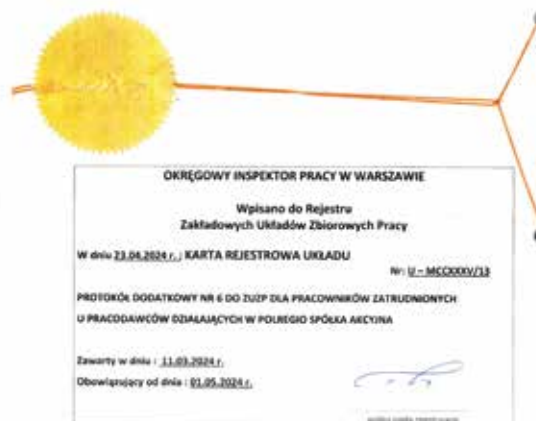 OKRĘGOWY INSPEKTOR PRACY W WARSZAWIE
Wpisano do Rejestru
Zakładowych Układów Zbiorowych Pracy
W dniu 23.04.2024 r. ; KARTA REJESTROWA UKŁADU
Nr: U – MCCXXXV/13
PROTOKÓŁ DODATKOWY NR 6 DO ZUZP DLA PRACOWNIKÓW ZATRUDNIONYCH
U PRACODAWCÓW DZIAŁAJĄCYCH W POLREGIO SPÓŁKA AKCYJNA
Zawarty w dniu : 11.03.2024 r.
Obowiązujący od dnia : 01.05.2024 r.